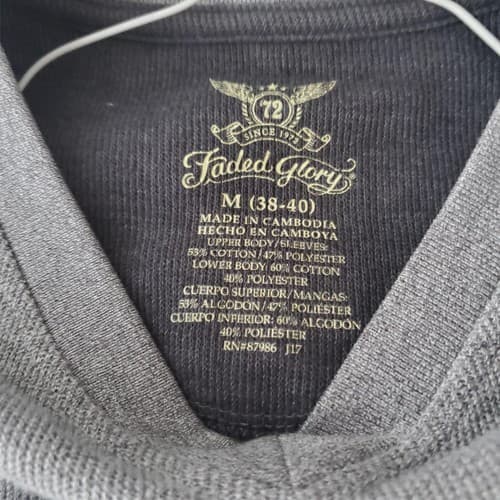 72
SINCE 1972
Faded Glory
M (38-40)
MADE IN CAMBODIA
HECHO EN CAMBOYA
UPPER BODY/SLEEVES:
53% COTTON/47% POLYESTER
LOWER BODY: 60% COTTON
40% POLYESTER
CUERPO SUPERIOR/MANGAS:
53% ALGODÓN/47% POLIÉSTER
CUERPO INFERIOR: 60% ALGODÓN
40% POLIÉSTER
RN#87986 J17